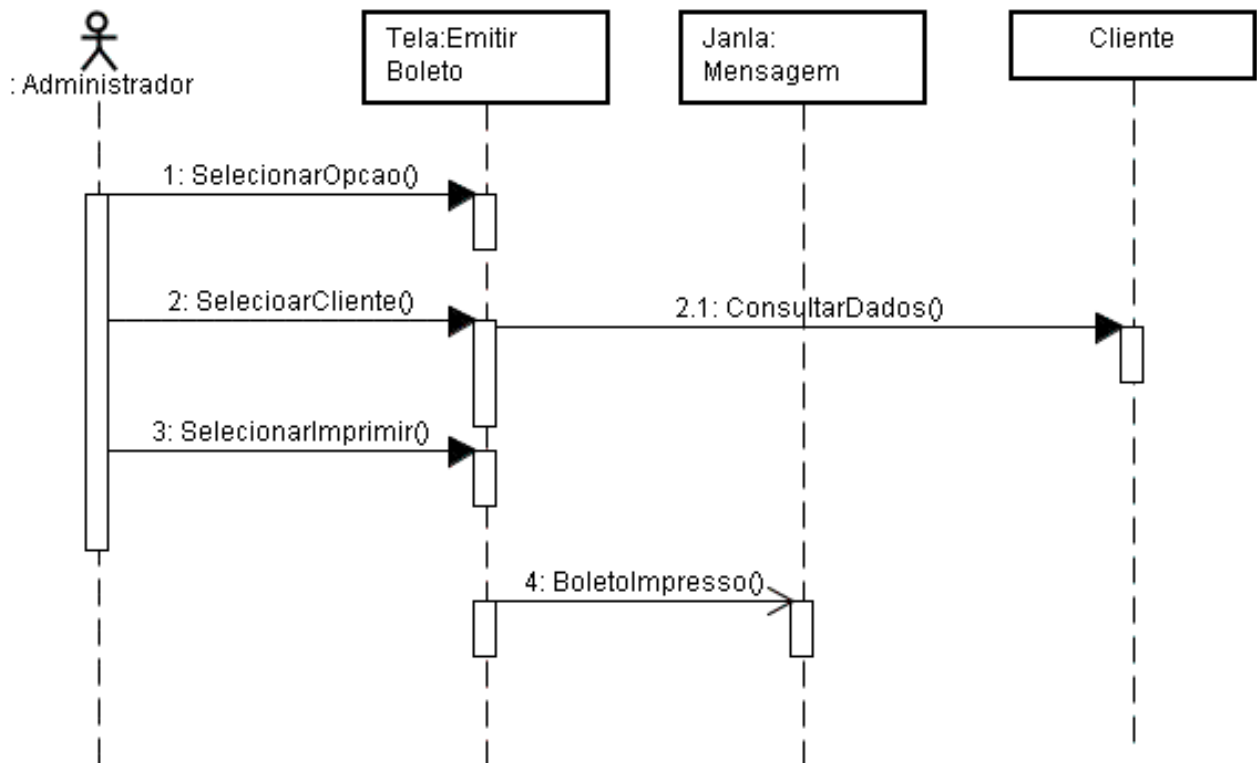 : Administrador
Tela:Emitir
Boleto
Janla:
Mensagem
Cliente
1: SelecionarOpcao()
2: SelecioarCliente()
2.1: ConsultarDados()
3: SelecionarImprimir()
4: BoletoImpresso()